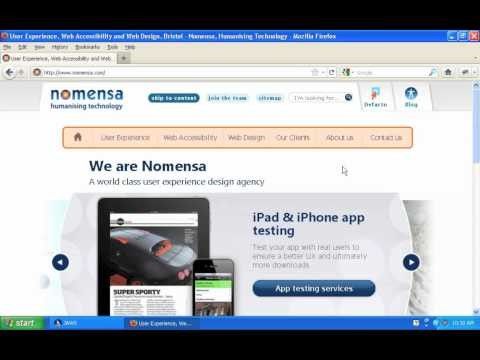 User Experience, Web Accessibility and Web Design, Bristol - Nomensa, Humanising Technology - Mozilla Firefox
File Edit View History Bookmarks Tools Help
User Experience, Web Accessibility and Web...
http://www.nomensa.com/
Google
nomensa
humanising technology
skip to content
join the team
sitemap
I'm looking for...
Defacto
Blog
User Experience
Web Accessibility
Web Design
Our Clients
About us
Contact us
We are Nomensa
A world class user experience design agency
SUPER SPORTY
iPad & iPhone app
testing
Test your app with real users to
ensure a better UX and ultimately
more downloads.
App testing services
start
JAWS
User Experience, We...
10:30 AM